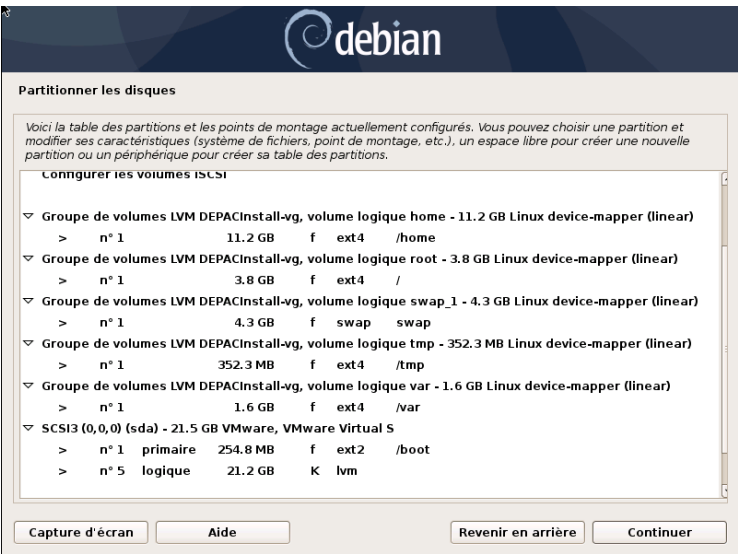 debian
Partitionner les disques
Voici la table des partitions et les points de montage actuellement configurés. Vous pouvez choisir une partition et
modifier ses caractéristiques (système de fichiers, point de montage, etc.), un espace libre pour créer une nouvelle
partition ou un périphérique pour créer sa table des partitions.
Configurer les volumes iSCSI
Groupe de volumes LVM DEPACInstall-vg, volume logique home - 11.2 GB Linux device-mapper (linear)
> n° 1 11.2 GB f ext4 /home
Groupe de volumes LVM DEPACInstall-vg, volume logique root - 3.8 GB Linux device-mapper (linear)
> n° 1 3.8 GB f ext4 /
Groupe de volumes LVM DEPACInstall-vg, volume logique swap_1 - 4.3 GB Linux device-mapper (linear)
> n° 1 4.3 GB f swap swap
Groupe de volumes LVM DEPACInstall-vg, volume logique tmp - 352.3 MB Linux device-mapper (linear)
> n° 1 352.3 MB f ext4 /tmp
Groupe de volumes LVM DEPACInstall-vg, volume logique var - 1.6 GB Linux device-mapper (linear)
> n° 1 1.6 GB f ext4 /var
SCSI3 (0,0,0) (sda) - 21.5 GB VMware, VMware Virtual S
> n° 1 primaire 254.8 MB f ext2 /boot
> n° 5 logique 21.2 GB K lvm
Capture d'écran Aide Revenir en arrière Continuer